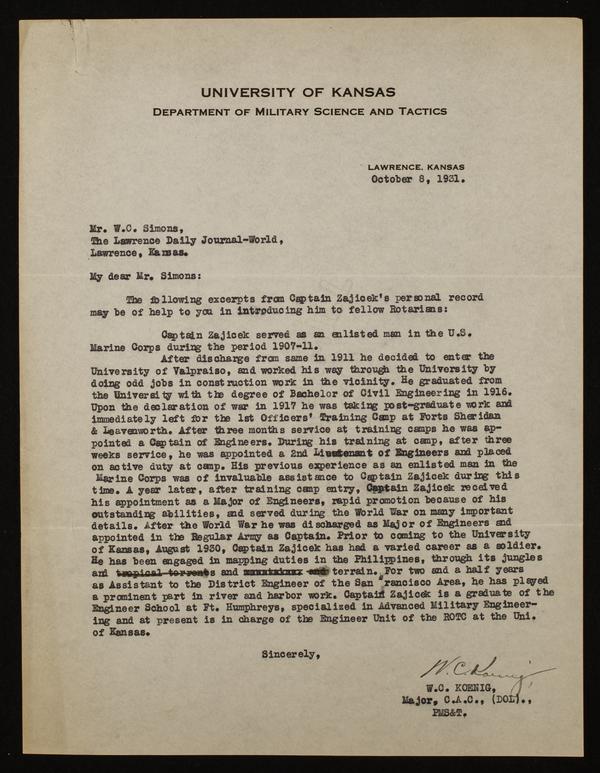 UNIVERSITY OF KANSAS
DEPARTMENT OF MILITARY SCIENCE AND TACTICS
LAWRENCE, KANSAS
October 8, 1931.
Mr. W.C. Simons,
The Lawrence Daily Journal-World,
Lawrence, Kansas.
My dear Mr. Simons:
The following excerpts from Captain Zajicek's personal record
may be of help to you in introducing him to fellow Rotarians:
Captain Zajicek served as an enlisted man in the U.S.
Marine Corps during the period 1907-11.
After discharge from same in 1911 he decided to enter the
University of Valpraiso, and worked his way through the University by
doing odd jobs in construction work in the vicinity. He graduated from
the University with the degree of Bachelor of Civil Engineering in 1916.
Upon the declaration of war in 1917 he was taking post-graduate work and
immediately left for the 1st Officers' Training Camp at Forts Sheridan
& Leavenworth. After three months service at training camps he was ap-
pointed a Captain of Engineers. During his training at camp, after three
weeks service, he was appointed a 2nd Lieutenant of Engineers and placed
on active duty at camp. His previous experience as an enlisted man in the
Marine Corps was of invaluable assistance to Captain Zajicek during this
time. A year later, after training camp entry, Captain Zajicek received
his appointment as a Major of Engineers, rapid promotion because of his
outstanding abilities, and served during the World War on many important
details. After the World War he was discharged as Major of Engineers and
appointed in the Regular Army as Captain. Prior to coming to the University
of Kansas, August 1930, Captain Zajicek has had a varied career as a soldier.
He has been engaged in mapping duties in the Philippines, through its jungles
and tropical torrents and and terrain. For two and a half years
as Assistant to the District Engineer of the San Francisco Area, he has played
a prominent part in river and harbor work. Captain Zajicek is a graduate of the
Engineer School at Ft. Humphreys, specialized in Advanced Military Engineer-
ing and at present is in charge of the Engineer Unit of the ROTC at the Uni.
of Kansas.
Sincerely,
W. C. Koenig
W.C. KOENIG,
Major, C.A.C., (DOL).,
PMS&T.